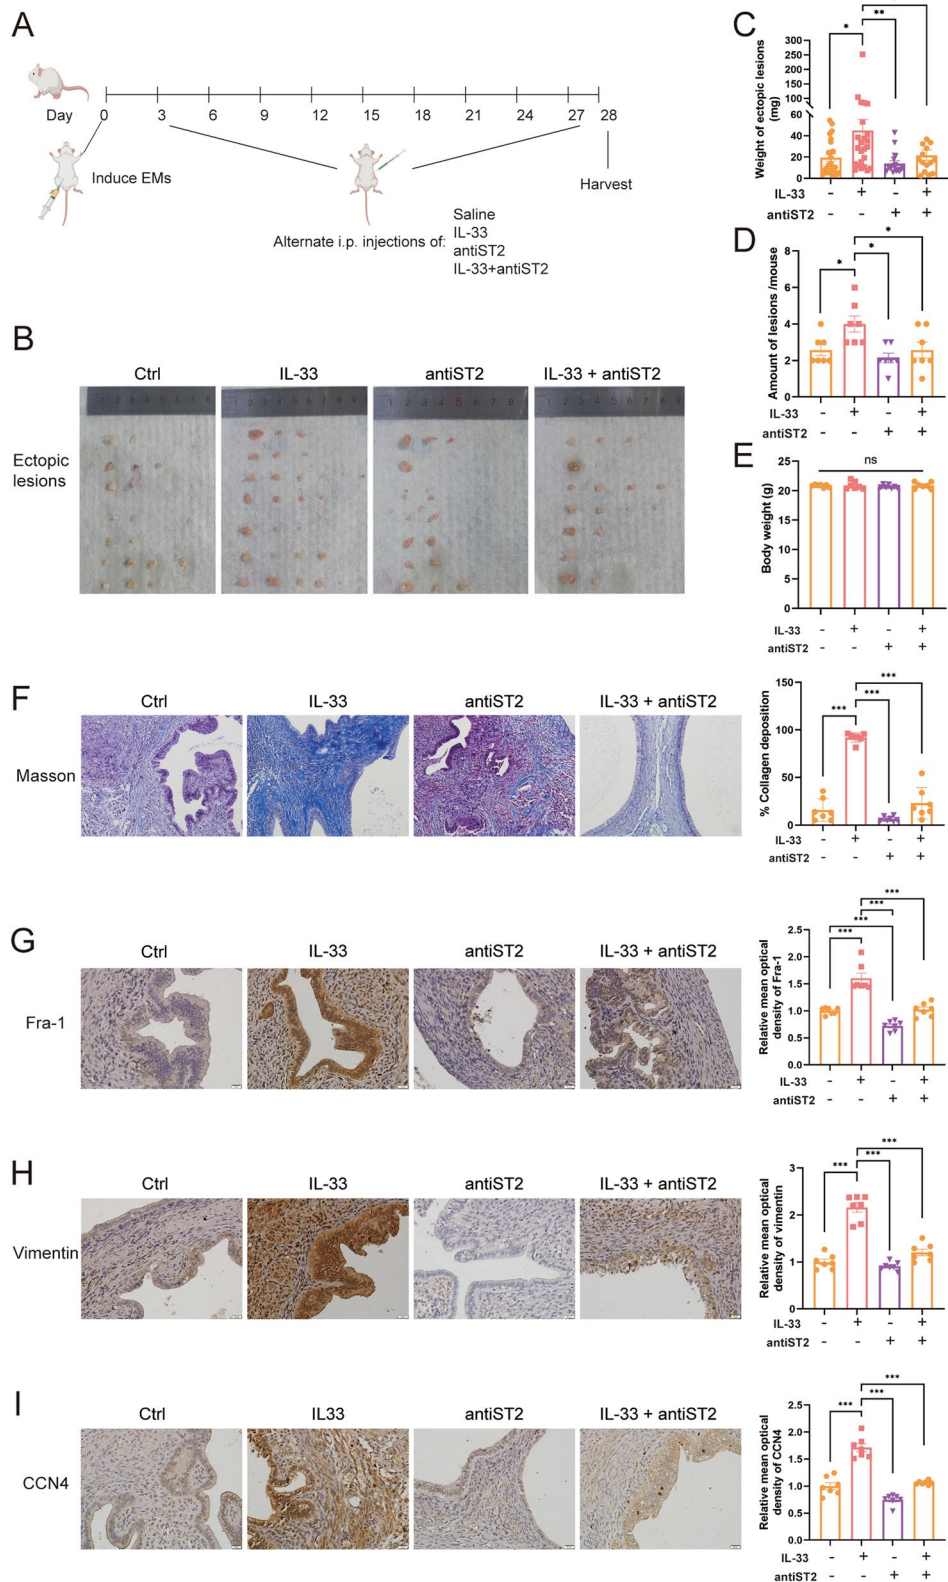 A
Day 0 3 6 9 12 15 18 21 24 27 28
Induce EMs
Harvest
Alternate i.p. injections of:
Saline
IL-33
antiST2
IL-33+antiST2
B
Ctrl IL-33 antiST2 IL-33 + antiST2
Ectopic
lesions
C
Weight of ectopic lesions
(mg)
300
250
200
150
100
60
40
20
0
* **
IL-33 - + - +
antiST2 - - + +
D
Amount of lesions /mouse
8
6
4
2
0
* * *
IL-33 - + - +
antiST2 - - + +
E
Body weight (g)
25
20
15
10
5
0
ns
IL-33 - + - +
antiST2 - - + +
F
Ctrl IL-33 antiST2 IL-33 + antiST2
Masson
% Collagen deposition
150
100
50
0
*** *** ***
IL-33 - + - +
antiST2 - - + +
G
Ctrl IL-33 antiST2 IL-33 + antiST2
Fra-1
Relative mean optical
density of Fra-1
2.5
2.0
1.5
1.0
0.5
0.0
*** *** *** ***
IL-33 - + - +
antiST2 - - + +
H
Ctrl IL-33 antiST2 IL-33 + antiST2
Vimentin
Relative mean optical
density of vimentin
3
2
1
0
*** *** ***
IL-33 - + - +
antiST2 - - + +
I
Ctrl IL33 antiST2 IL-33 + antiST2
CCN4
Relative mean optical
density of CCN4
2.5
2.0
1.5
1.0
0.5
0.0
*** *** ***
IL-33 - + - +
antiST2 - - + +